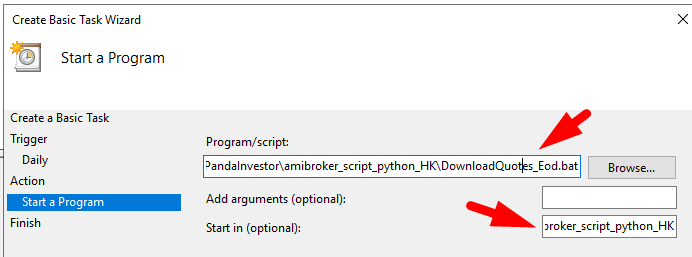 Create Basic Task Wizard
Start a Program
Create a Basic Task
Trigger
Daily
Action
Start a Program
Finish
Program/script:
PandaInvestor\amibroker_script_python_HK\DownloadQuotes_Eod.bat
Browse...
Add arguments (optional):
Start in (optional):
broker_script_python_HK